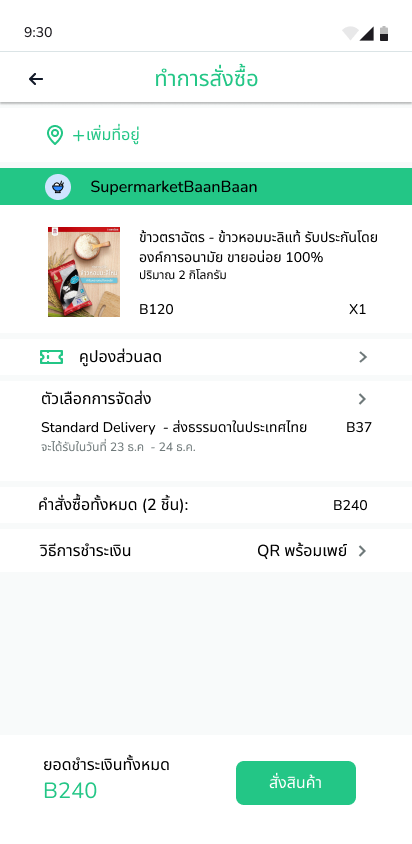 9:30
ทำการสั่งซื้อ
+เพิ่มที่อยู่
SupermarketBaanBaan
ข้าวตราฉัตร - ข้าวหอมมะลิแท้ รับประกันโดย
องค์การอนามัย ขายอน่อย 100%
ปริมาณ 2 กิโลกรัม
B120 X1
คูปองส่วนลด
ตัวเลือกการจัดส่ง
Standard Delivery - ส่งธรรมดาในประเทศไทย B37
จะได้รับในวันที่ 23 ธ.ค - 24 ธ.ค.
คำสั่งซื้อทั้งหมด (2 ชิ้น): B240
วิธีการชำระเงิน QR พร้อมเพย์
ยอดชำระเงินทั้งหมด
B240
สั่งสินค้า